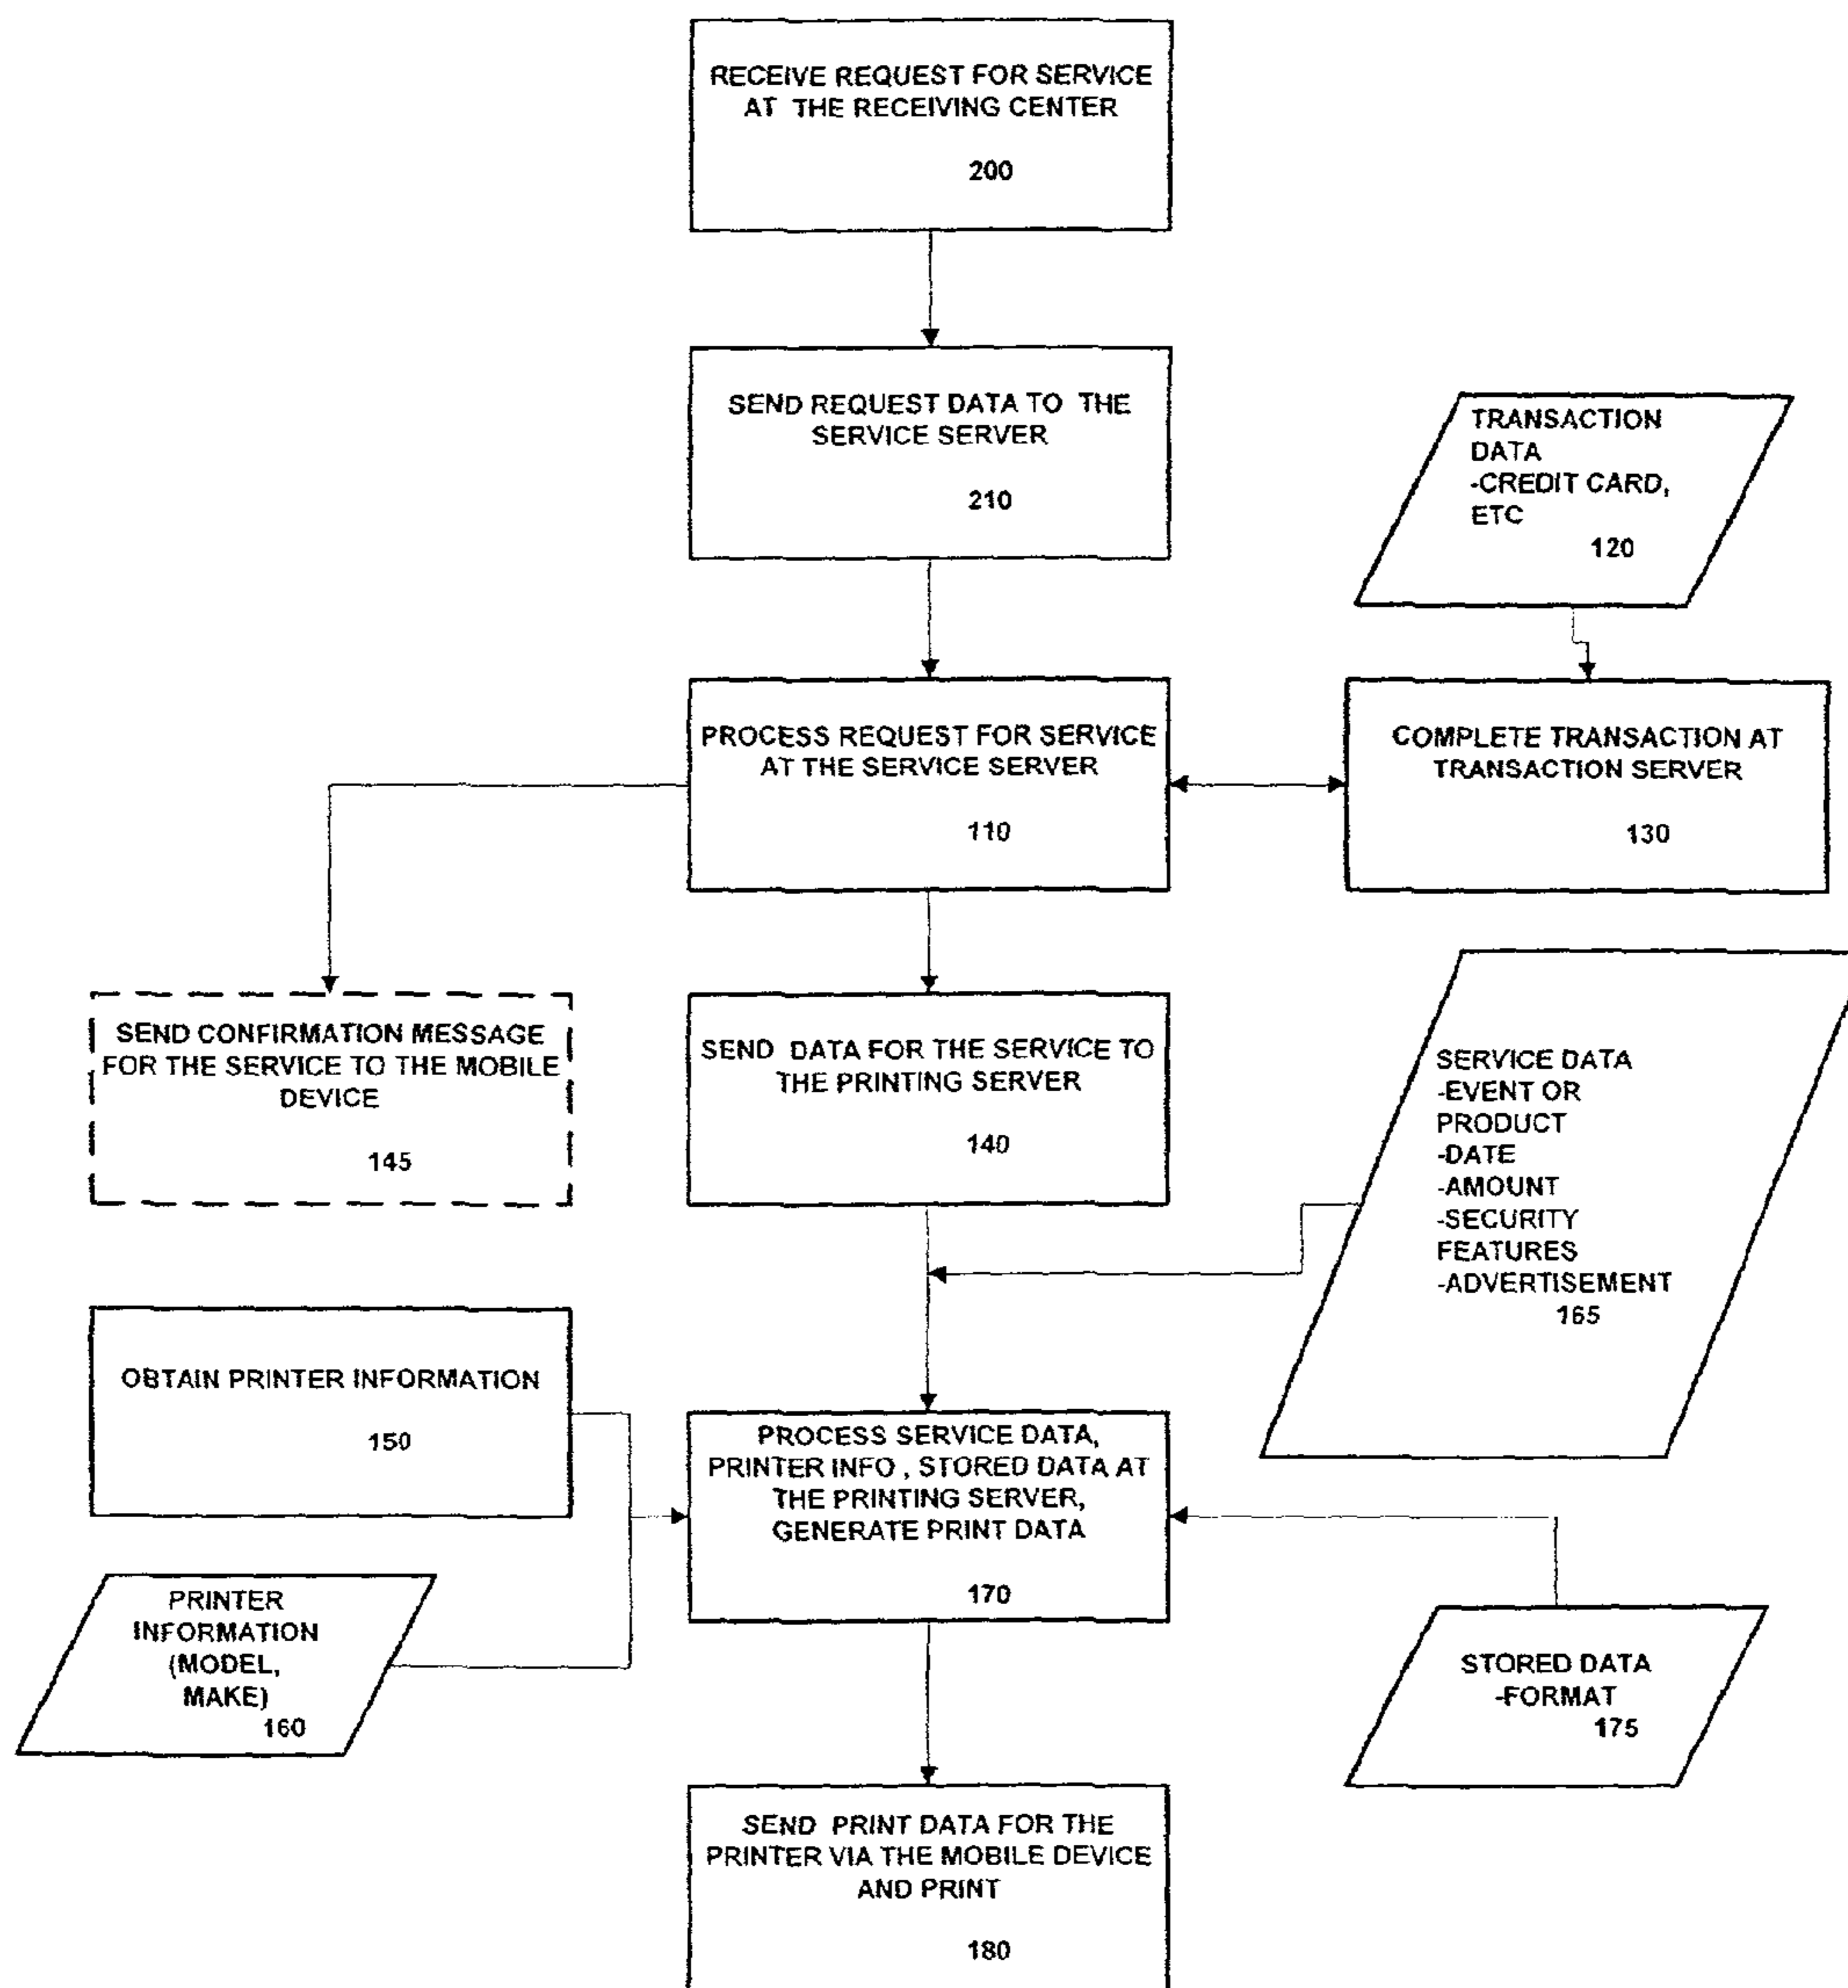 RECEIVE REQUEST FOR SERVICE
AT THE RECEIVING CENTER
200
SEND REQUEST DATA TO THE
SERVICE SERVER
210
TRANSACTION
DATA
-CREDIT CARD,
ETC
120
PROCESS REQUEST FOR SERVICE
AT THE SERVICE SERVER
110
COMPLETE TRANSACTION AT
TRANSACTION SERVER
130
SEND CONFIRMATION MESSAGE
FOR THE SERVICE TO THE MOBILE
DEVICE
145
SEND DATA FOR THE SERVICE TO
THE PRINTING SERVER
140
SERVICE DATA
-EVENT OR
PRODUCT
-DATE
-AMOUNT
-SECURITY
FEATURES
-ADVERTISEMENT
165
OBTAIN PRINTER INFORMATION
150
PROCESS SERVICE DATA,
PRINTER INFO , STORED DATA AT
THE PRINTING SERVER,
GENERATE PRINT DATA
170
PRINTER
INFORMATION
(MODEL,
MAKE)
160
STORED DATA
-FORMAT
175
SEND PRINT DATA FOR THE
PRINTER VIA THE MOBILE DEVICE
AND PRINT
180